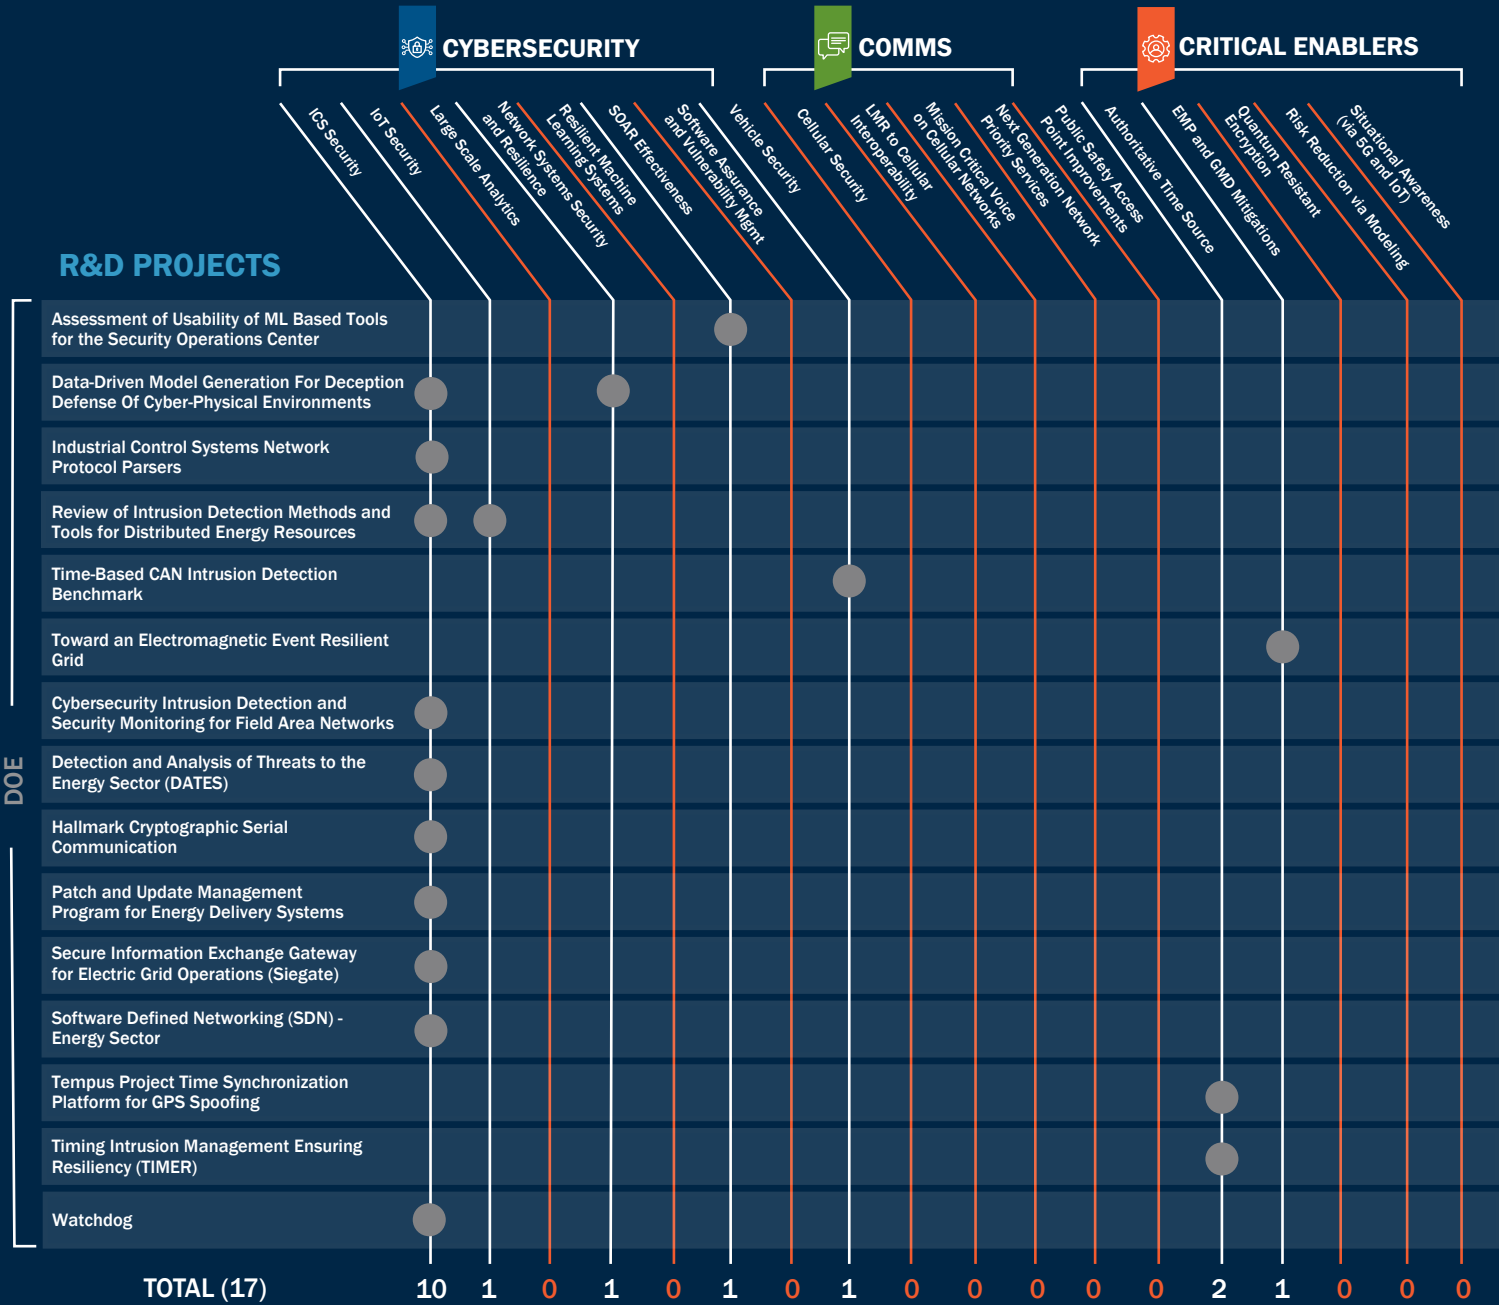 CYBERSECURITY
COMMS
CRITICAL ENABLERS
ICS Security
IoT Security
Large Scale Analytics
Network Systems Security
and Resilience
Resilient Machine
Learning Systems
SOAR Effectiveness
Software Assurance
and Vulnerability Mgmt
Vehicle Security
Cellular Security
LMR to Cellular
Interoperability
Mission Critical Voice
on Cellular Networks
Next Generation Network
Priority Services
Public Safety Access
Point Improvements
Authoritative Time Source
EMP and GMD Mitigations
Quantum Resistant
Encryption
Risk Reduction via Modeling
Situational Awareness
(via 5G and IoT)
R&D PROJECTS
DOE
Assessment of Usability of ML Based Tools
for the Security Operations Center
Data-Driven Model Generation For Deception
Defense Of Cyber-Physical Environments
Industrial Control Systems Network
Protocol Parsers
Review of Intrusion Detection Methods and
Tools for Distributed Energy Resources
Time-Based CAN Intrusion Detection
Benchmark
Toward an Electromagnetic Event Resilient
Grid
Cybersecurity Intrusion Detection and
Security Monitoring for Field Area Networks
Detection and Analysis of Threats to the
Energy Sector (DATES)
Hallmark Cryptographic Serial
Communication
Patch and Update Management
Program for Energy Delivery Systems
Secure Information Exchange Gateway
for Electric Grid Operations (Siegate)
Software Defined Networking (SDN) -
Energy Sector
Tempus Project Time Synchronization
Platform for GPS Spoofing
Timing Intrusion Management Ensuring
Resiliency (TIMER)
Watchdog
TOTAL (17) 10 1 0 1 0 1 0 1 0 0 0 0 0 2 1 0 0 0